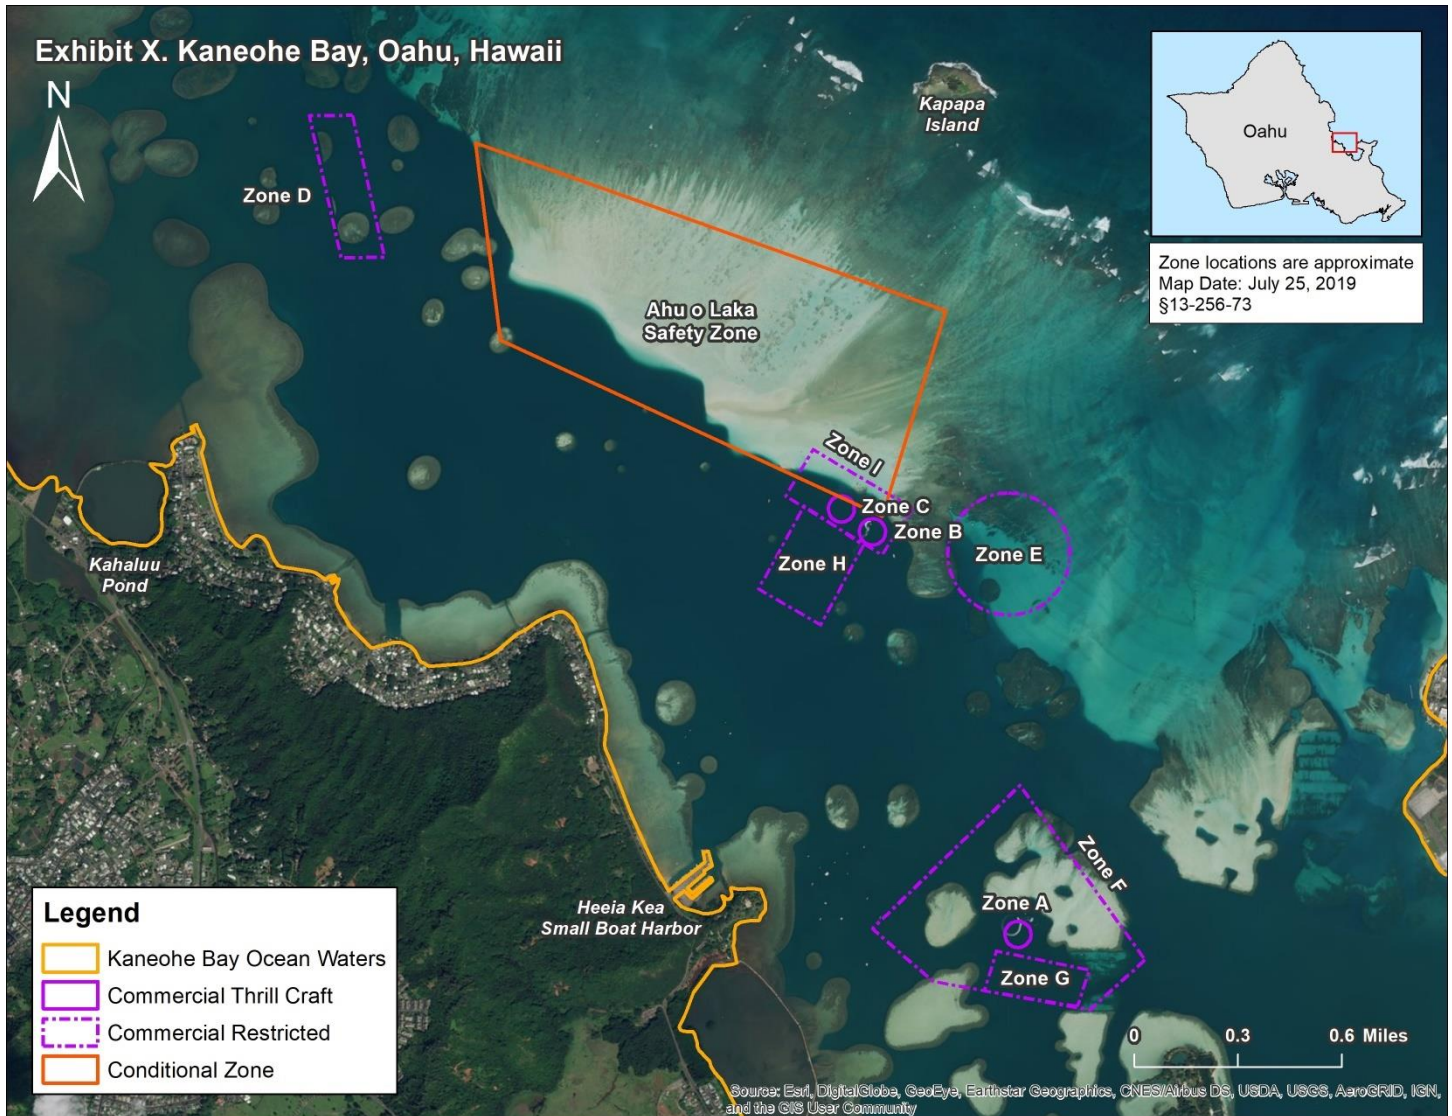 Exhibit X. Kaneohe Bay, Oahu, Hawaii
N
Kapapa
Island
Oahu
Zone locations are approximate
Map Date: July 25, 2019
§13-256-73
Zone D
Ahu o Laka
Safety Zone
Zone I
Zone C
Zone B
Zone E
Zone H
Kahaluu
Pond
Zone F
Zone A
Zone G
Heeia Kea
Small Boat Harbor
Legend
Kaneohe Bay Ocean Waters
Commercial Thrill Craft
Commercial Restricted
Conditional Zone
0 0.3 0.6 Miles
Source: Esri, DigitalGlobe, GeoEye, Earthstar Geographics, CNES/Airbus DS, USDA, USGS, AeroGRID, IGN,
and the GIS User Community